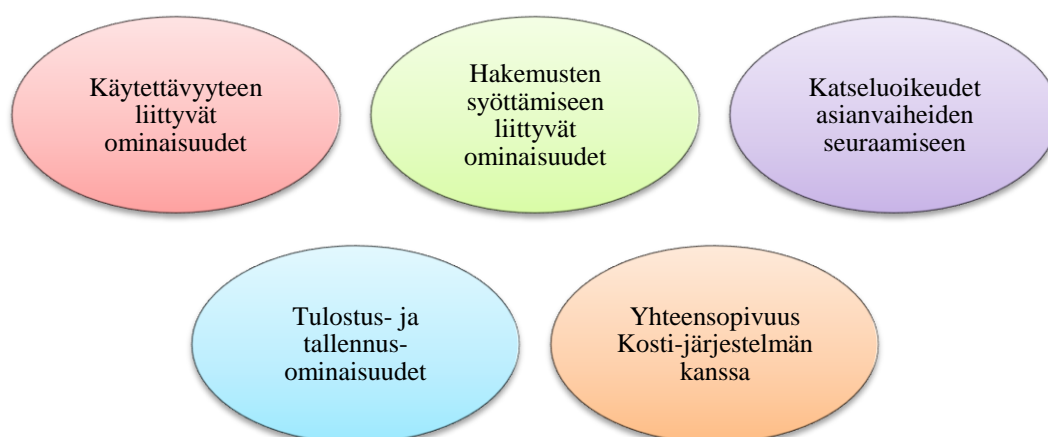 Käytettävyyteen
liittyvät
ominaisuudet
Hakemusten
syöttämiseen
liittyvät
ominaisuudet
Katseluoikeudet
asianvaiheiden
seuraamiseen
Tulostus- ja
tallennus-
ominaisuudet
Yhteensopivuus
Kosti-järjestelmän
kanssa